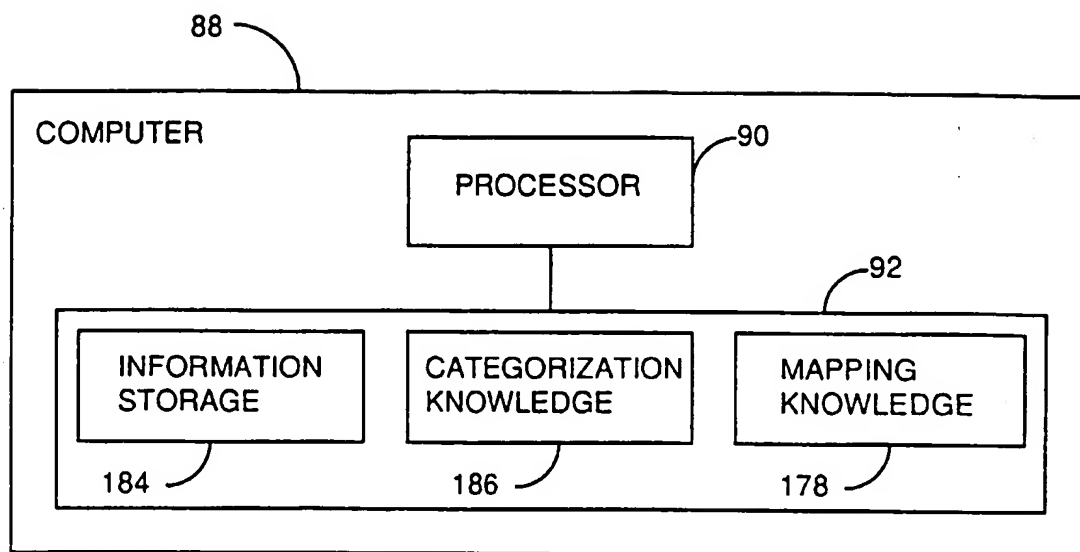 88
COMPUTER
90
PROCESSOR
92
INFORMATION
STORAGE
CATEGORIZATION
KNOWLEDGE
MAPPING
KNOWLEDGE
184
186
178